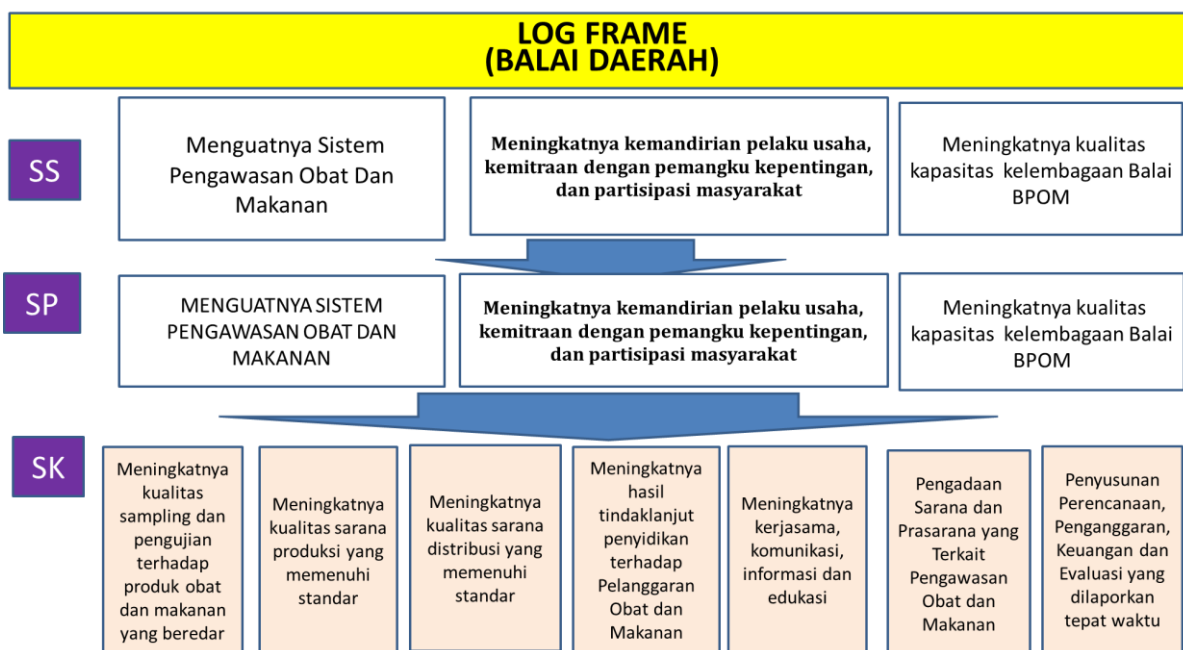 LOG FRAME
(BALAI DAERAH)
SS
Menguatnya Sistem
Pengawasan Obat Dan
Makanan
Meningkatnya kemandirian pelaku usaha,
kemitraan dengan pemangku kepentingan,
dan partisipasi masyarakat
Meningkatnya kualitas
kapasitas kelembagaan Balai
BPOM
SP
MENGUATNYA SISTEM
PENGAWASAN OBAT DAN
MAKANAN
Meningkatnya kemandirian pelaku usaha,
kemitraan dengan pemangku kepentingan,
dan partisipasi masyarakat
Meningkatnya kualitas
kapasitas kelembagaan Balai
BPOM
SK
Meningkatnya
kualitas
sampling dan
pengujian
terhadap
produk obat
dan makanan
yang beredar
Meningkatnya
kualitas sarana
produksi yang
memenuhi
standar
Meningkatnya
kualitas sarana
distribusi yang
memenuhi
standar
Meningkatnya
hasil
tindaklanjut
penyidikan
terhadap
Pelanggaran
Obat dan
Makanan
Meningkatnya
kerjasama,
komunikasi,
informasi dan
edukasi
Pengadaan
Sarana dan
Prasarana yang
Terkait
Pengawasan
Obat dan
Makanan
Penyusunan
Perencanaan,
Penganggaran,
Keuangan dan
Evaluasi yang
dilaporkan
tepat waktu